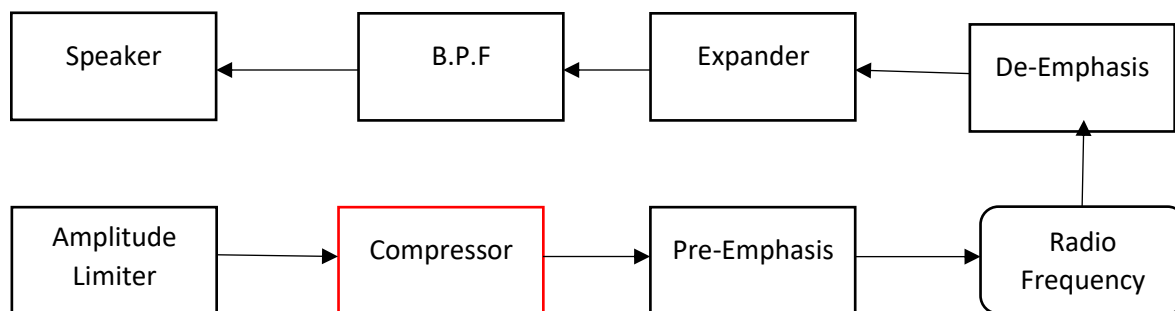 Speaker
B.P.F
Expander
De-Emphasis
Amplitude
Limiter
Compressor
Pre-Emphasis
Radio
Frequency